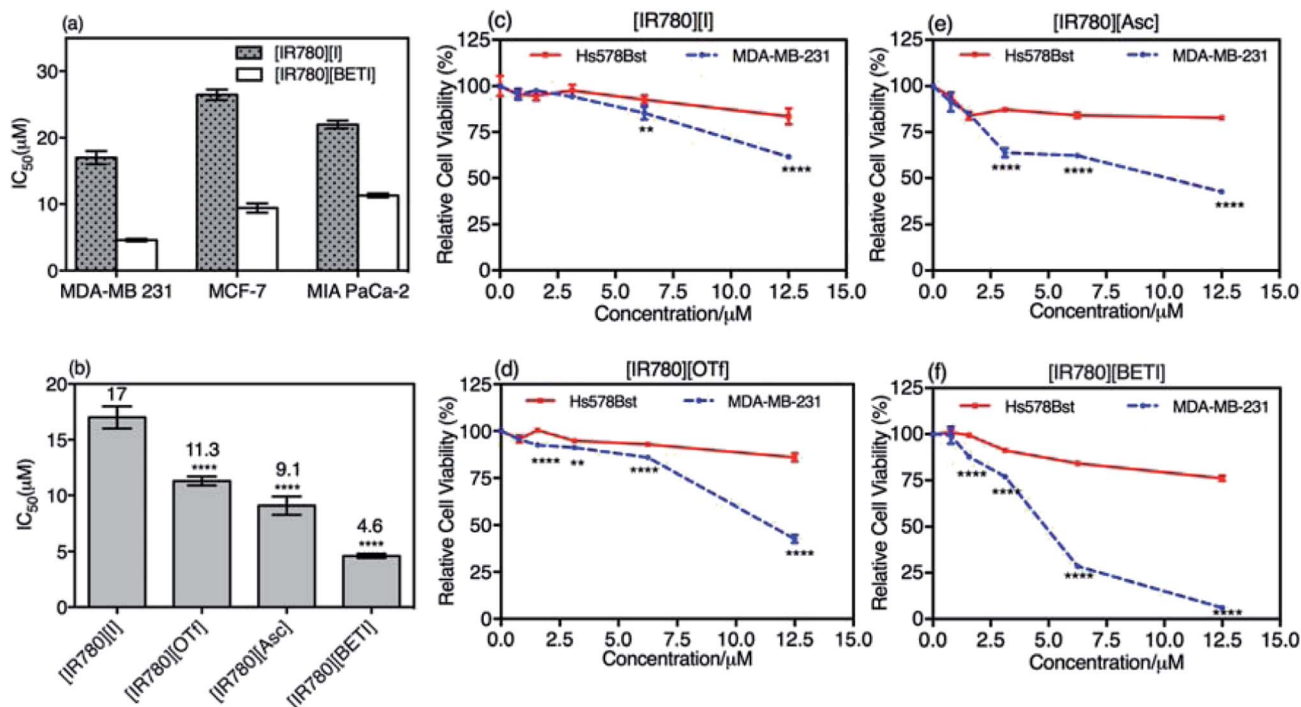 (a)
[IR780][I]
[IR780][BETI]
IC50(μM)
30
20
10
0
MDA-MB 231 MCF-7 MIA PaCa-2
(b)
IC50(μM)
20
15
10
5
0
17
11.3
****
9.1
****
4.6
****
[IR780][I]
[IR780][OTf]
[IR780][Asc]
[IR780][BETI]
(c)
[IR780][I]
Hs578Bst MDA-MB-231
Relative Cell Viability (%)
125
100
75
50
25
0
**
****
0.0 2.5 5.0 7.5 10.0 12.5 15.0
Concentration/μM
(d)
[IR780][OTf]
Hs578Bst MDA-MB-231
Relative Cell Viability (%)
125
100
75
50
25
0
**** ** ****
****
0.0 2.5 5.0 7.5 10.0 12.5 15.0
Concentration/μM
(e)
[IR780][Asc]
Hs578Bst MDA-MB-231
Relative Cell Viability (%)
125
100
75
50
25
0
**** ****
****
0.0 2.5 5.0 7.5 10.0 12.5 15.0
Concentration/μM
(f)
[IR780][BETI]
Hs578Bst MDA-MB-231
Relative Cell Viability (%)
125
100
75
50
25
0
****
****
****
****
0.0 2.5 5.0 7.5 10.0 12.5 15.0
Concentration/μM